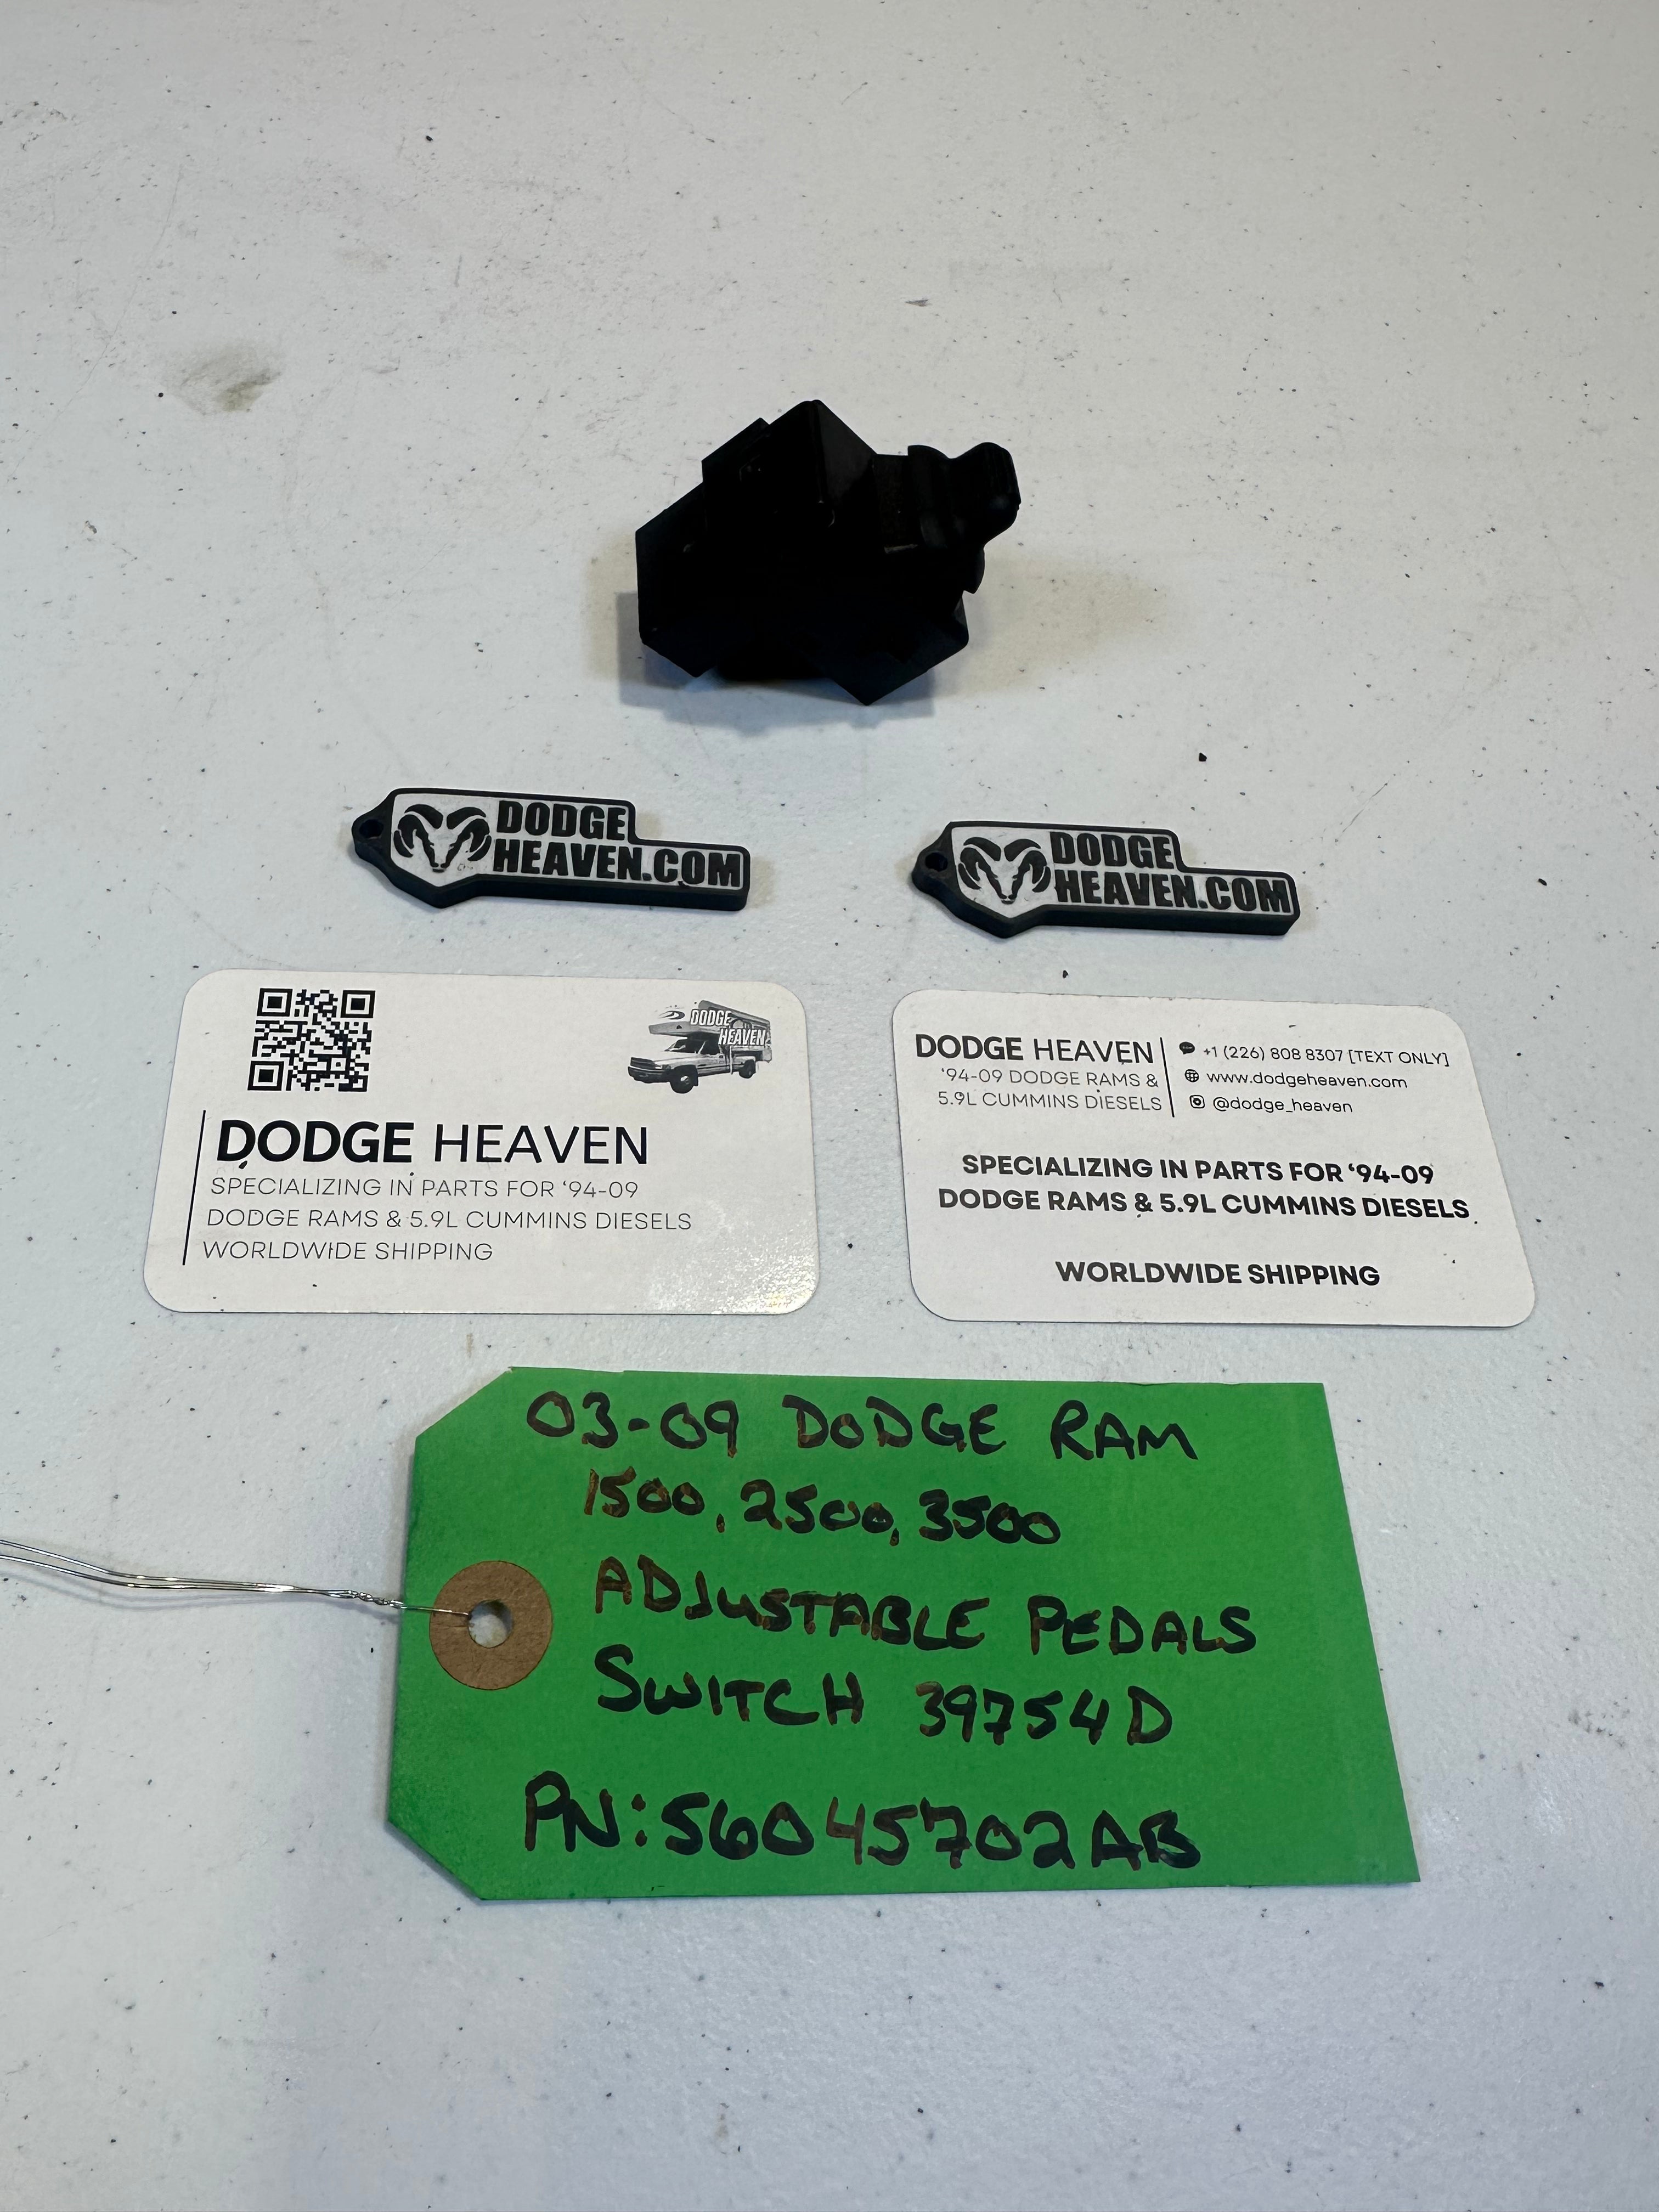 DODGE
HEAVEN.COM
DODGE
HEAVEN.COM
DODGE
HEAVEN
DODGE HEAVEN
SPECIALIZING IN PARTS FOR ‘94-09
DODGE RAMS & 5.9L CUMMINS DIESELS
WORLDWIDE SHIPPING
DODGE HEAVEN
‘94-09 DODGE RAMS &
5.9L CUMMINS DIESELS
+1 (226) 808 8307 [TEXT ONLY]
www.dodgeheaven.com
@dodge_heaven
SPECIALIZING IN PARTS FOR ‘94-09
DODGE RAMS & 5.9L CUMMINS DIESELS
WORLDWIDE SHIPPING
03-09 DODGE RAM
1500, 2500, 3500
ADJUSTABLE PEDALS
SWITCH 39754D
PN: 56045702AB